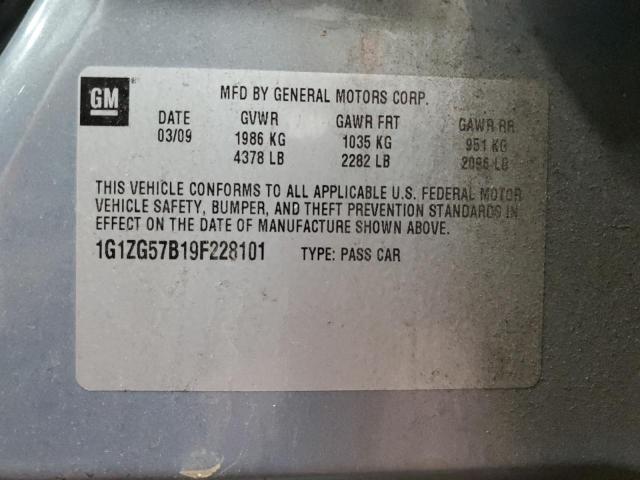 GM®
MFD BY GENERAL MOTORS CORP.
DATE GVWR GAWR FRT GAWR RR
03/09 1986 KG 1035 KG 951 KG
4378 LB 2282 LB 2096 LB
THIS VEHICLE CONFORMS TO ALL APPLICABLE U.S. FEDERAL MOTOR
VEHICLE SAFETY, BUMPER, AND THEFT PREVENTION STANDARDS IN
EFFECT ON THE DATE OF MANUFACTURE SHOWN ABOVE.
1G1ZG57B19F228101 TYPE: PASS CAR